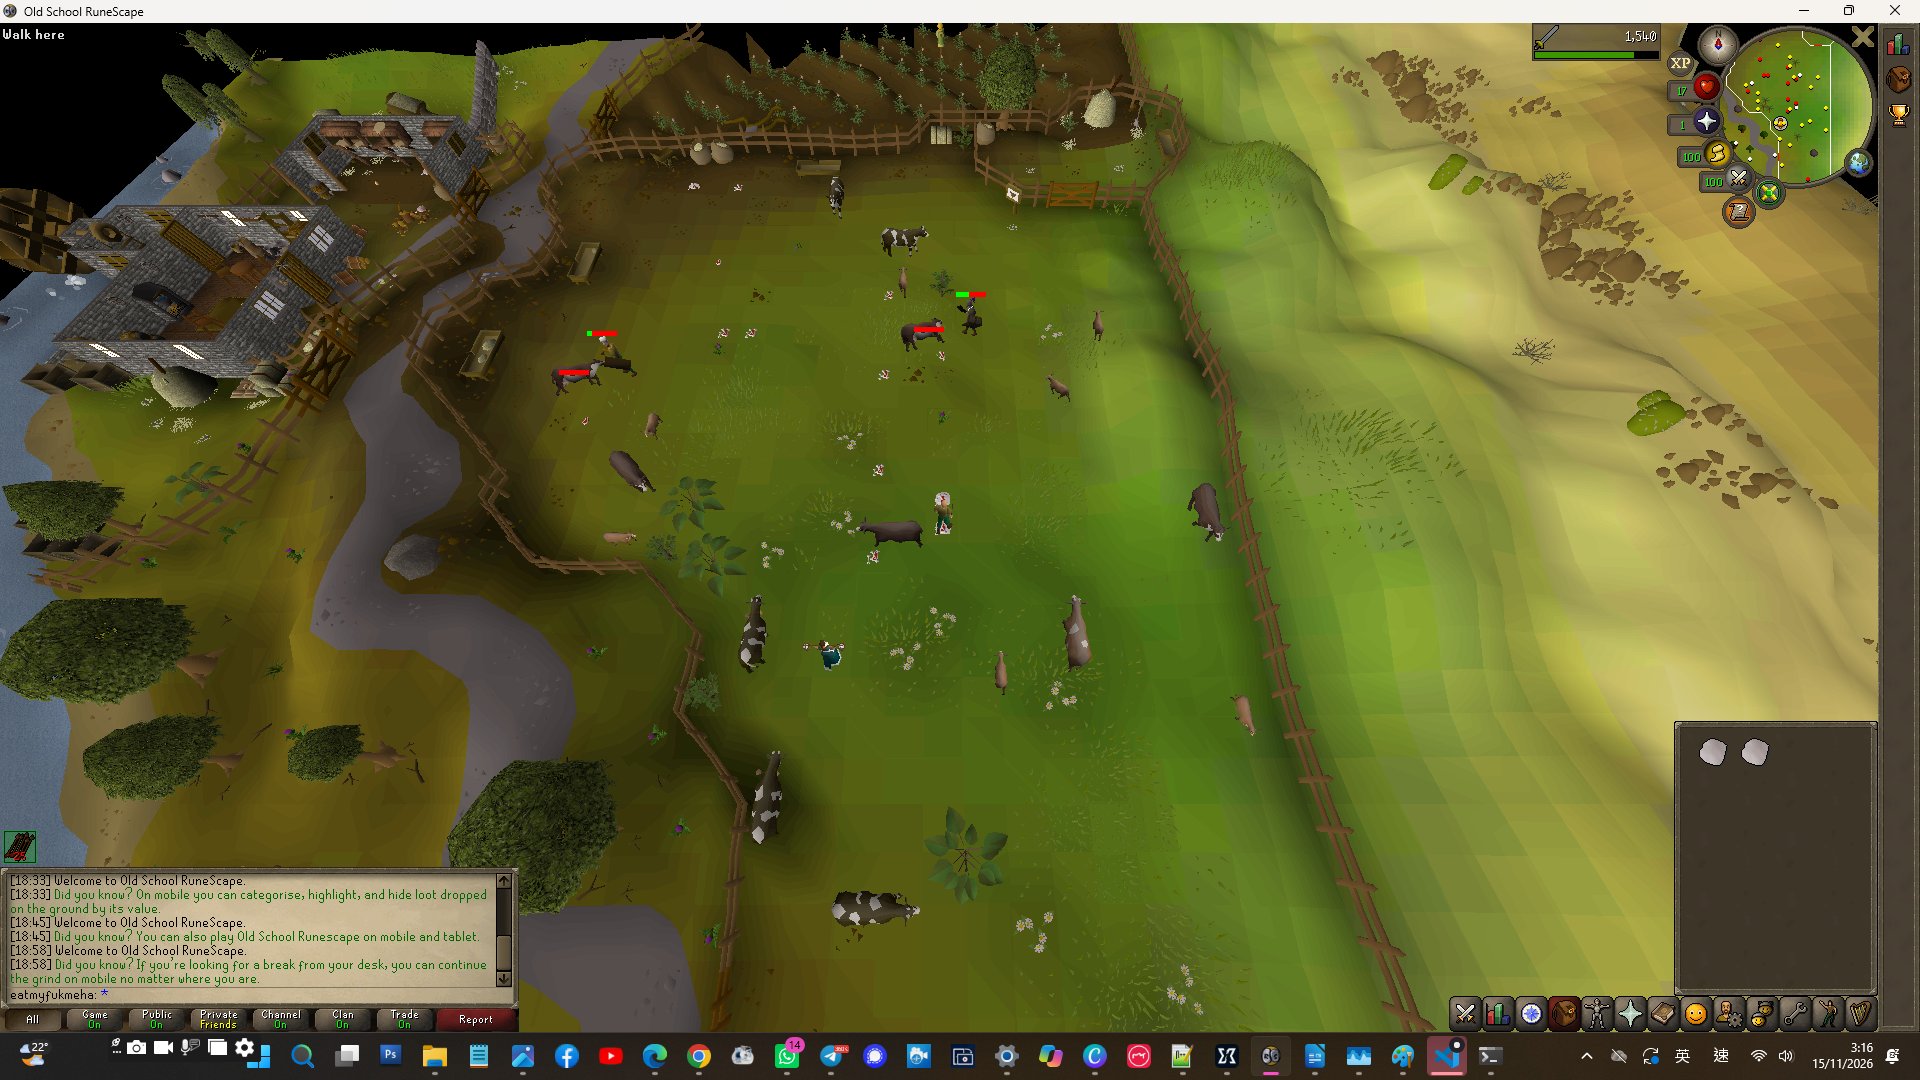 Old School RuneScape
Walk here
1,540
XP
17
1
100
100
[18:33] Welcome to Old School RuneScape.
[18:33] Did you know? On mobile you can categorise, highlight, and hide loot dropped
on the ground by its value.
[18:45] Welcome to Old School RuneScape.
[18:45] Did you know? You can also play Old School Runescape on mobile and tablet.
[18:58] Welcome to Old School RuneScape.
[18:58] Did you know? If you're looking for a break from your desk, you can continue
the grind on mobile no matter where you are.
eatmyfukmeha: *
All
Game
On
Public
On
Private
Friends
Channel
On
Clan
On
Trade
On
Report
22°
Ps
14
英
速
3:16
15/11/2026